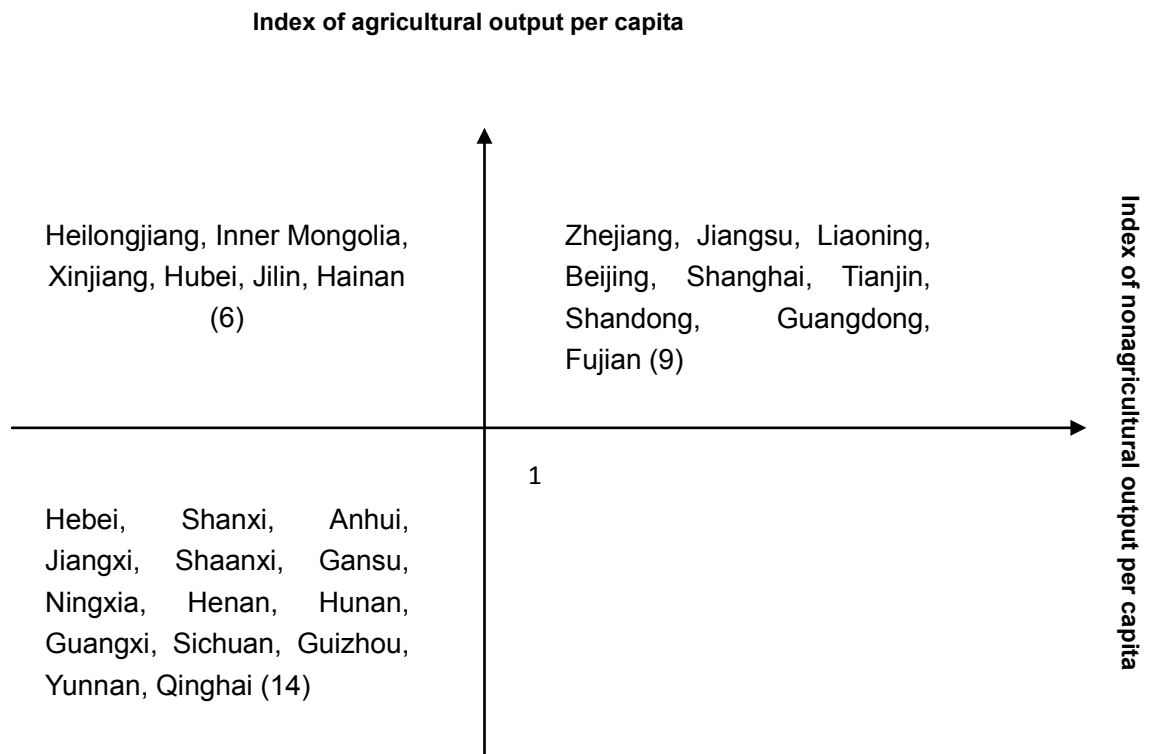 Index of agricultural output per capita
Heilongjiang, Inner Mongolia,
Xinjiang, Hubei, Jilin, Hainan
(6)
Zhejiang, Jiangsu, Liaoning,
Beijing, Shanghai, Tianjin,
Shandong, Guangdong,
Fujian (9)
Index of nonagricultural output per capita
1
Hebei, Shanxi, Anhui,
Jiangxi, Shaanxi, Gansu,
Ningxia, Henan, Hunan,
Guangxi, Sichuan, Guizhou,
Yunnan, Qinghai (14)